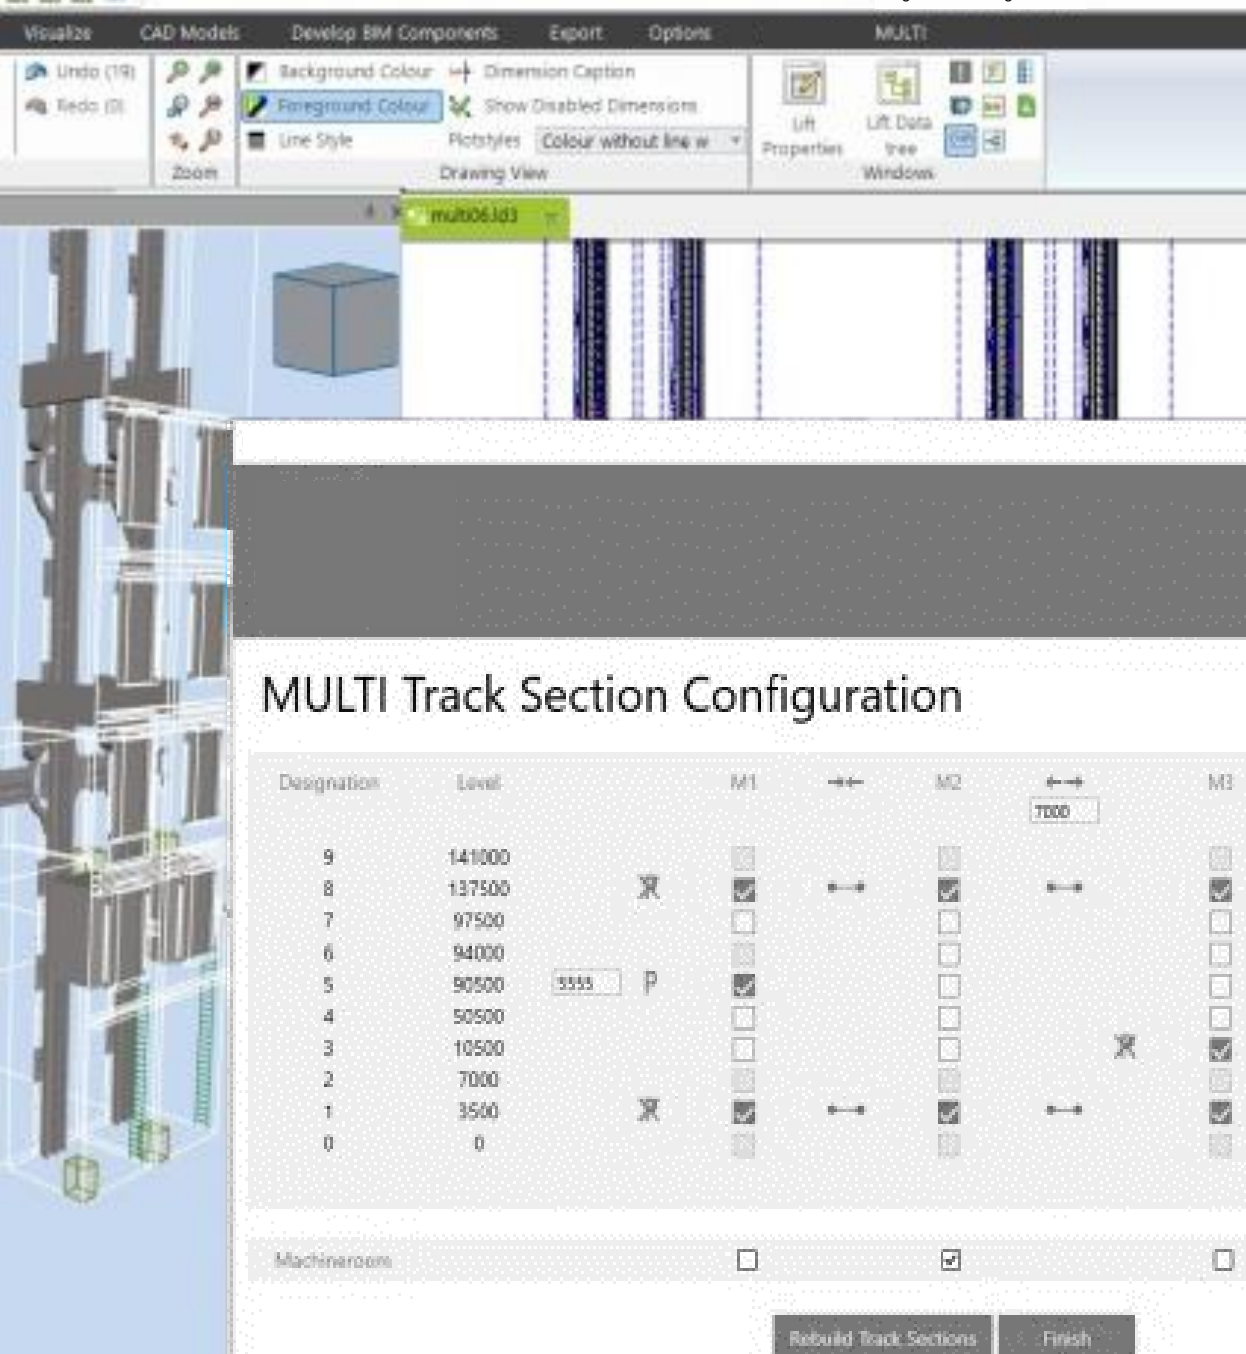 Visualize CAD Models Develop BIM Components Export Options MULTI
Undo (19) Background Colour Dimension Caption
Redo (0) Foreground Colour Show Disabled Dimensions
Line Style Plotstyles Colour without line w
Lift Properties
Lift Data tree
Zoom Drawing View Windows
multi06.ld3
MULTI Track Section Configuration
Designation Level M1 M2 M3
7000
9 141000
8 137500
7 97500
6 94000
5 90500 5555 P
4 50500
3 10500
2 7000
1 3500
0 0
Machineroom
Rebuild Track Sections Finish